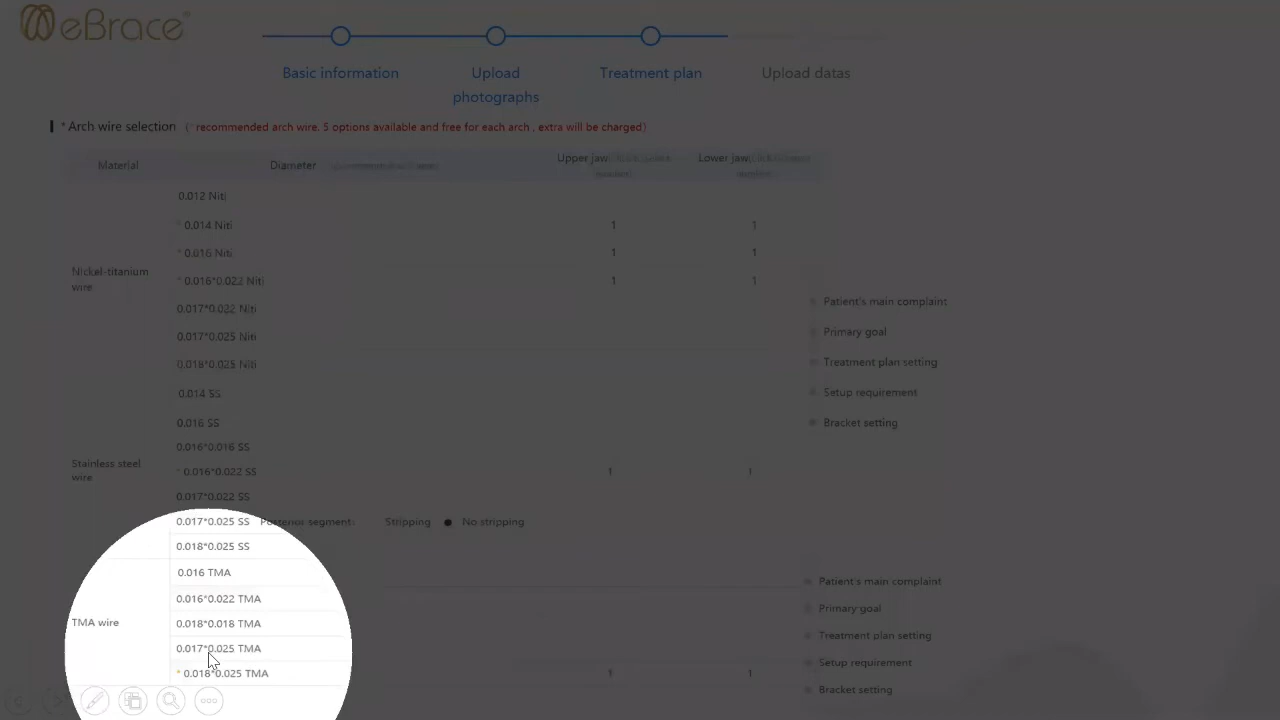 eBrace®
Basic information
Upload photographs
Treatment plan
Upload datas
* Arch wire selection (* recommended arch wire, 5 options available and free for each arch , extra will be charged)
Material Diameter Upper jaw Lower jaw
0.012 Niti
* 0.014 Niti 1 1
* 0.016 Niti 1 1
Nickel-titanium wire
* 0.016*0.022 Niti 1 1
0.017*0.022 Niti
Patient's main complaint
0.017*0.025 Niti
Primary goal
0.018*0.025 Niti
Treatment plan setting
0.014 SS
Setup requirement
0.016 SS
Bracket setting
0.016*0.016 SS
Stainless steel wire
* 0.016*0.022 SS 1 1
0.017*0.022 SS
0.017*0.025 SS Posterior segment: Stripping No stripping
0.018*0.025 SS
0.016 TMA
Patient's main complaint
0.016*0.022 TMA
Primary goal
TMA wire
0.018*0.018 TMA
Treatment plan setting
0.017*0.025 TMA
Setup requirement
* 0.018*0.025 TMA 1 1
Bracket setting